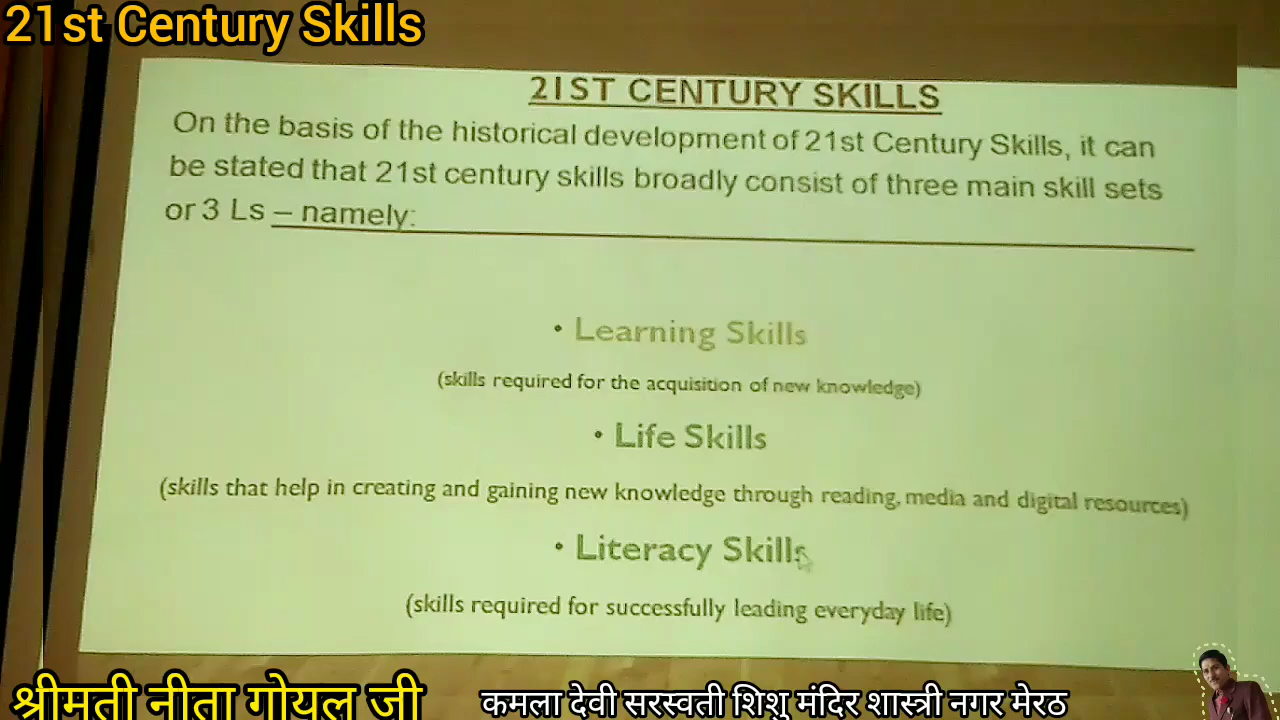 21st Century Skills
21ST CENTURY SKILLS
On the basis of the historical development of 21st Century Skills, it can
be stated that 21st century skills broadly consist of three main skill sets
or 3 Ls – namely:
• Learning Skills
(skills required for the acquisition of new knowledge)
• Life Skills
(skills that help in creating and gaining new knowledge through reading, media and digital resources)
• Literacy Skills
(skills required for successfully leading everyday life)
श्रीमती नीता गोयल जी
कमला देवी सरस्वती शिशु मंदिर शास्त्री नगर मेरठ